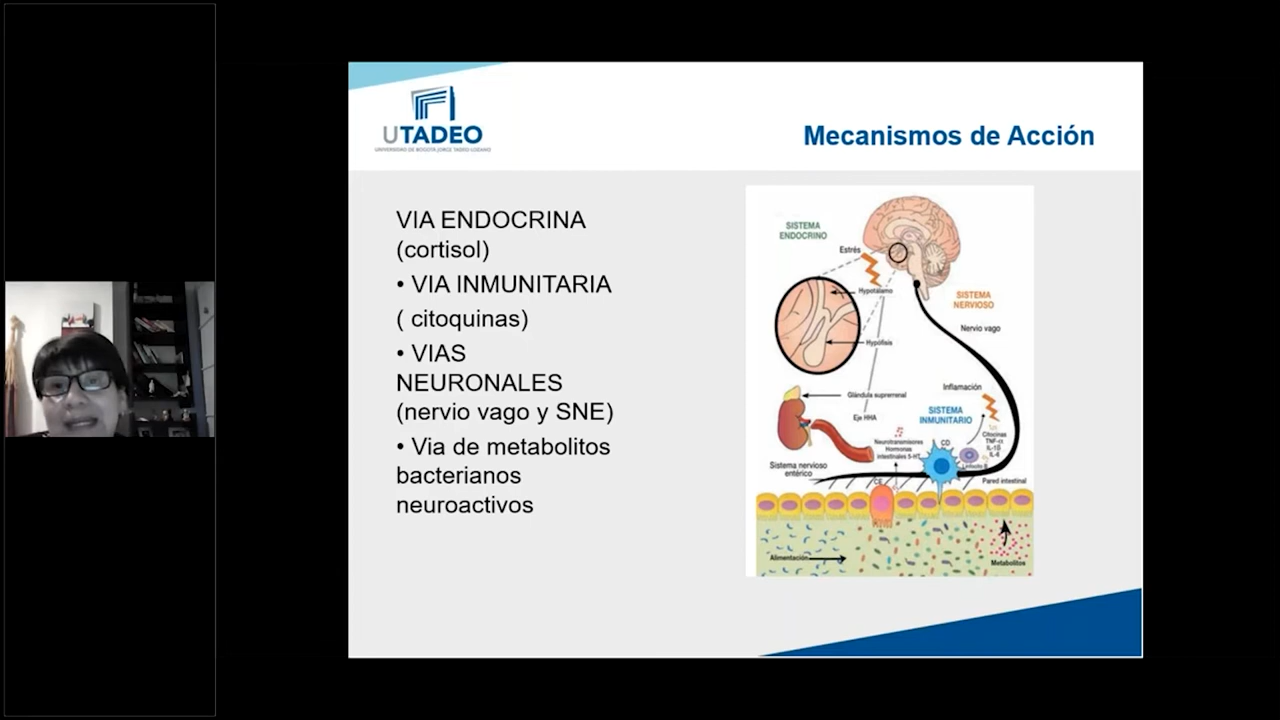 UTADEO
UNIVERSIDAD DE BOGOTÁ JORGE TADEO LOZANO
Mecanismos de Acción
VIA ENDOCRINA
(cortisol)
• VIA INMUNITARIA
( citoquinas)
• VIAS
NEURONALES
(nervio vago y SNE)
• Via de metabolitos
bacterianos
neuroactivos
SISTEMA
ENDOCRINO
Estrés
Hypotálamo
SISTEMA
NERVIOSO
Nervio vago
Hypófisis
Glándula suprerrenal
Inflamación
Eje HHA
SISTEMA
INMUNITARIO
Neurotransmisores
Hormonas
intestinales 5-HT
CD
Citocinas
TNF-α
IL-1β
IL-6
Linfocito B
Sistema nervioso
entérico
CE
Pared intestinal
Alimentación
Metabolitos